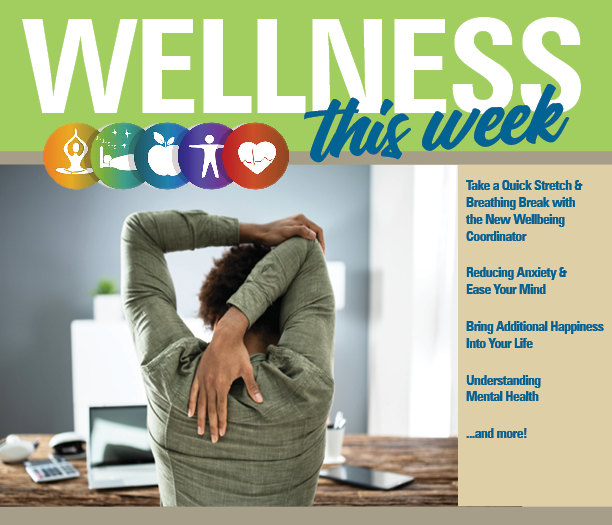 WELLNESS
this week
Take a Quick Stretch &
Breathing Break with
the New Wellbeing
Coordinator
Reducing Anxiety &
Ease Your Mind
Bring Additional Happiness
Into Your Life
Understanding
Mental Health
...and more!